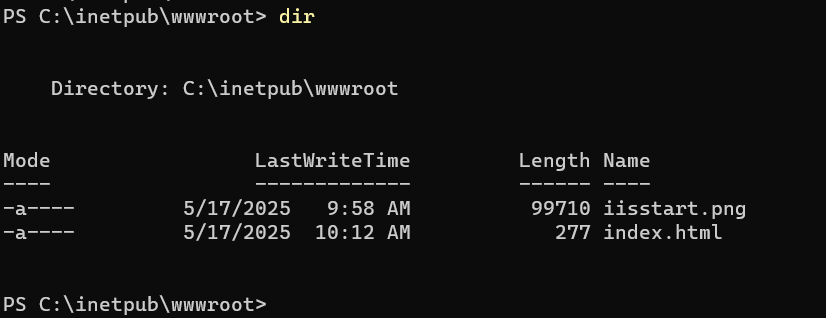 PS C:\inetpub\wwwroot> dir
Directory: C:\inetpub\wwwroot
Mode                 LastWriteTime         Length Name
----                 -------------         ------ ----
-a----         5/17/2025   9:58 AM          99710 iisstart.png
-a----         5/17/2025  10:12 AM            277 index.html
PS C:\inetpub\wwwroot>